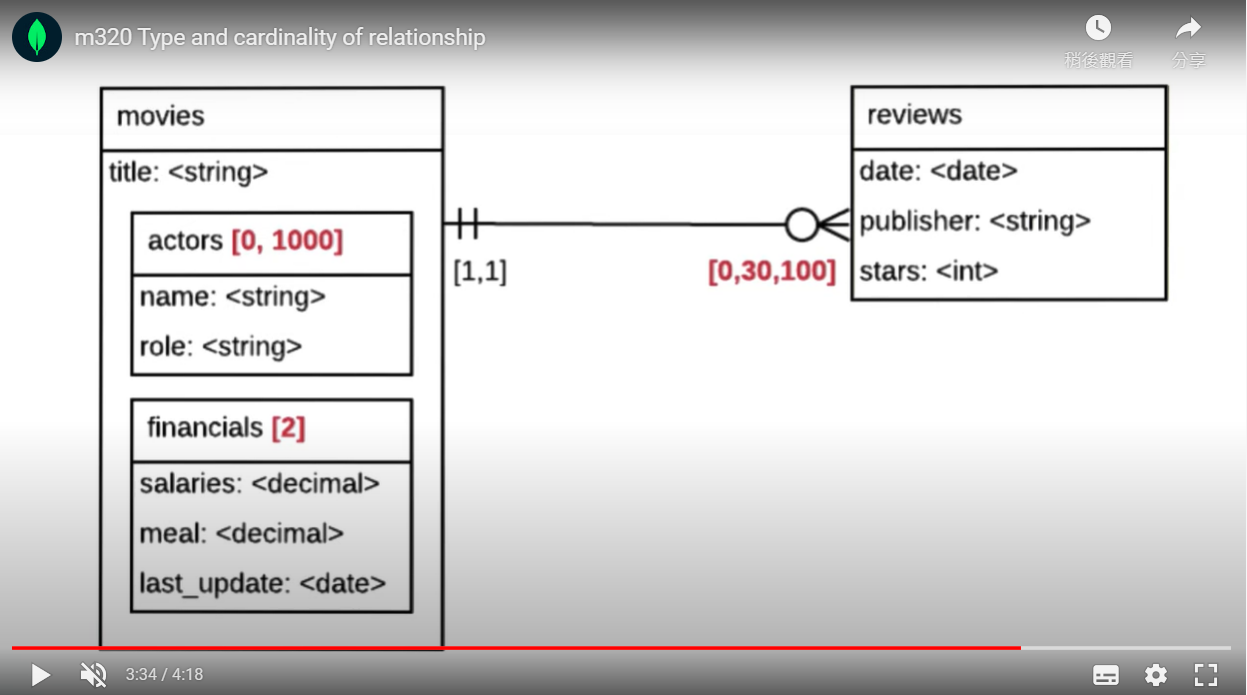 m320 Type and cardinality of relationship
稍後觀看
分享
movies
title: <string>
actors [0, 1000]
name: <string>
role: <string>
financials [2]
salaries: <decimal>
meal: <decimal>
last_update: <date>
[1,1]
[0,30,100]
reviews
date: <date>
publisher: <string>
stars: <int>
3:34 / 4:18